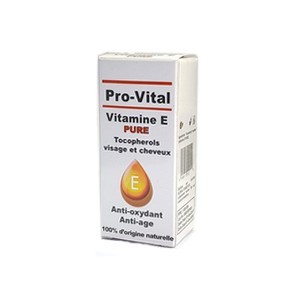 Pro-Vital
Vitamine E
PURE
Tocopherols
visage et cheveux
E
Anti-oxydant
Anti-age
100% d'origine naturelle